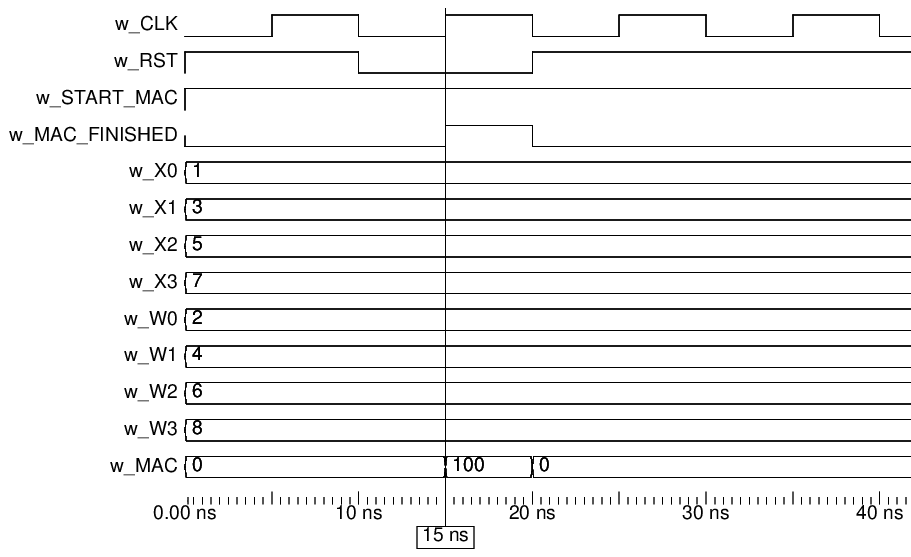 w_CLK
w_RST
w_START_MAC
w_MAC_FINISHED
w_X0 1
w_X1 3
w_X2 5
w_X3 7
w_W0 2
w_W1 4
w_W2 6
w_W3 8
w_MAC 0 100 0
0.00 ns 10 ns 20 ns 30 ns 40 ns
15 ns